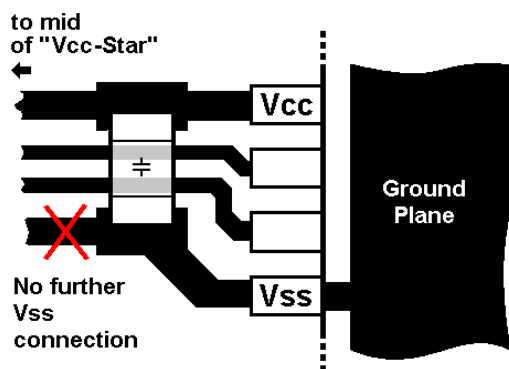 to mid
of "Vcc-Star"
Vcc
Ground
Plane
Vss
No further
Vss
connection